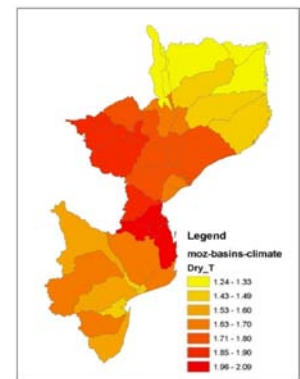 Legend
moz-basins-climate
Dry_T
1.24 - 1.33
1.43 - 1.49
1.53 - 1.60
1.63 - 1.70
1.71 - 1.80
1.85 - 1.90
1.96 - 2.09